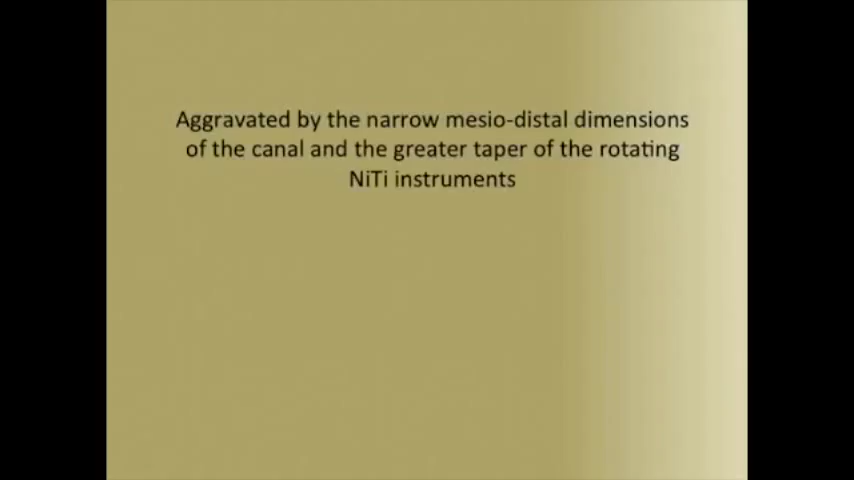 Aggravated by the narrow mesio-distal dimensions
of the canal and the greater taper of the rotating
NiTi instruments